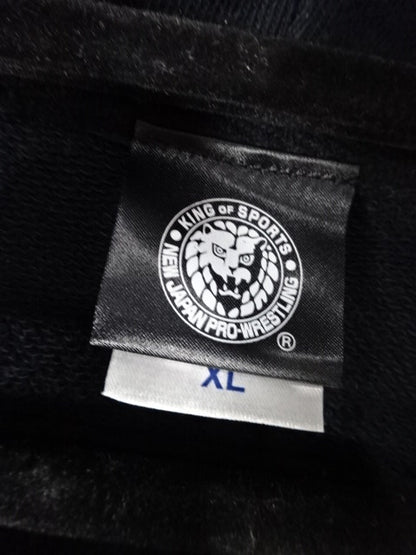 • KING OF SPORTS •
NEW JAPAN PRO-WRESTLING
®
XL